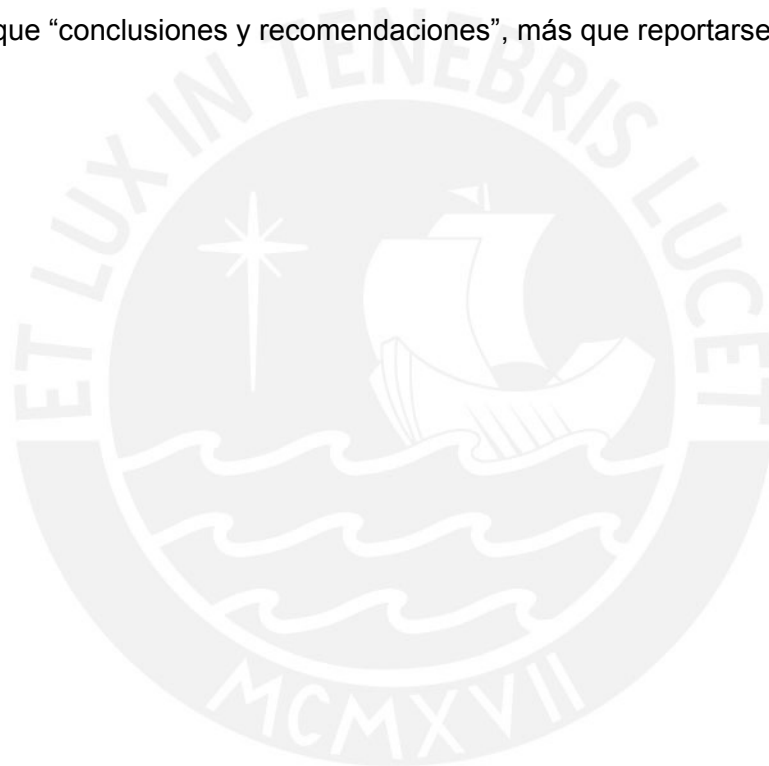 que “conclusiones y recomendaciones”, más que reportarse
ET LUX IN TENEBRIS LUCET
MCMXVII